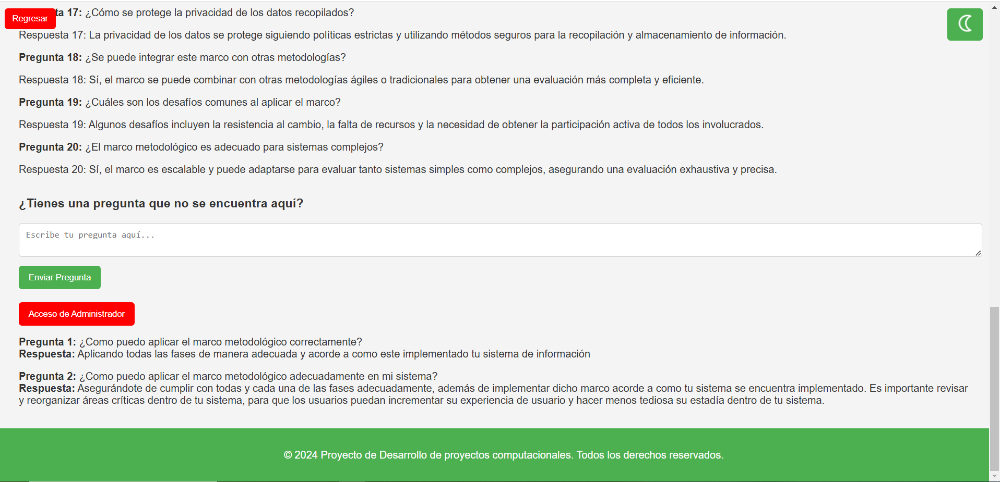 Regresar
ta 17: ¿Cómo se protege la privacidad de los datos recopilados?
Respuesta 17: La privacidad de los datos se protege siguiendo políticas estrictas y utilizando métodos seguros para la recopilación y almacenamiento de información.
Pregunta 18: ¿Se puede integrar este marco con otras metodologías?
Respuesta 18: Sí, el marco se puede combinar con otras metodologías ágiles o tradicionales para obtener una evaluación más completa y eficiente.
Pregunta 19: ¿Cuáles son los desafíos comunes al aplicar el marco?
Respuesta 19: Algunos desafíos incluyen la resistencia al cambio, la falta de recursos y la necesidad de obtener la participación activa de todos los involucrados.
Pregunta 20: ¿El marco metodológico es adecuado para sistemas complejos?
Respuesta 20: Sí, el marco es escalable y puede adaptarse para evaluar tanto sistemas simples como complejos, asegurando una evaluación exhaustiva y precisa.
¿Tienes una pregunta que no se encuentra aquí?
Escribe tu pregunta aquí...
Enviar Pregunta
Acceso de Administrador
Pregunta 1: ¿Como puedo aplicar el marco metodológico correctamente?
Respuesta: Aplicando todas las fases de manera adecuada y acorde a como este implementado tu sistema de información
Pregunta 2: ¿Como puedo aplicar el marco metodológico adecuadamente en mi sistema?
Respuesta: Asegurándote de cumplir con todas y cada una de las fases adecuadamente, además de implementar dicho marco acorde a como tu sistema se encuentra implementado. Es importante revisar
y reorganizar áreas críticas dentro de tu sistema, para que los usuarios puedan incrementar su experiencia de usuario y hacer menos tediosa su estadía dentro de tu sistema.
© 2024 Proyecto de Desarrollo de proyectos computacionales. Todos los derechos reservados.